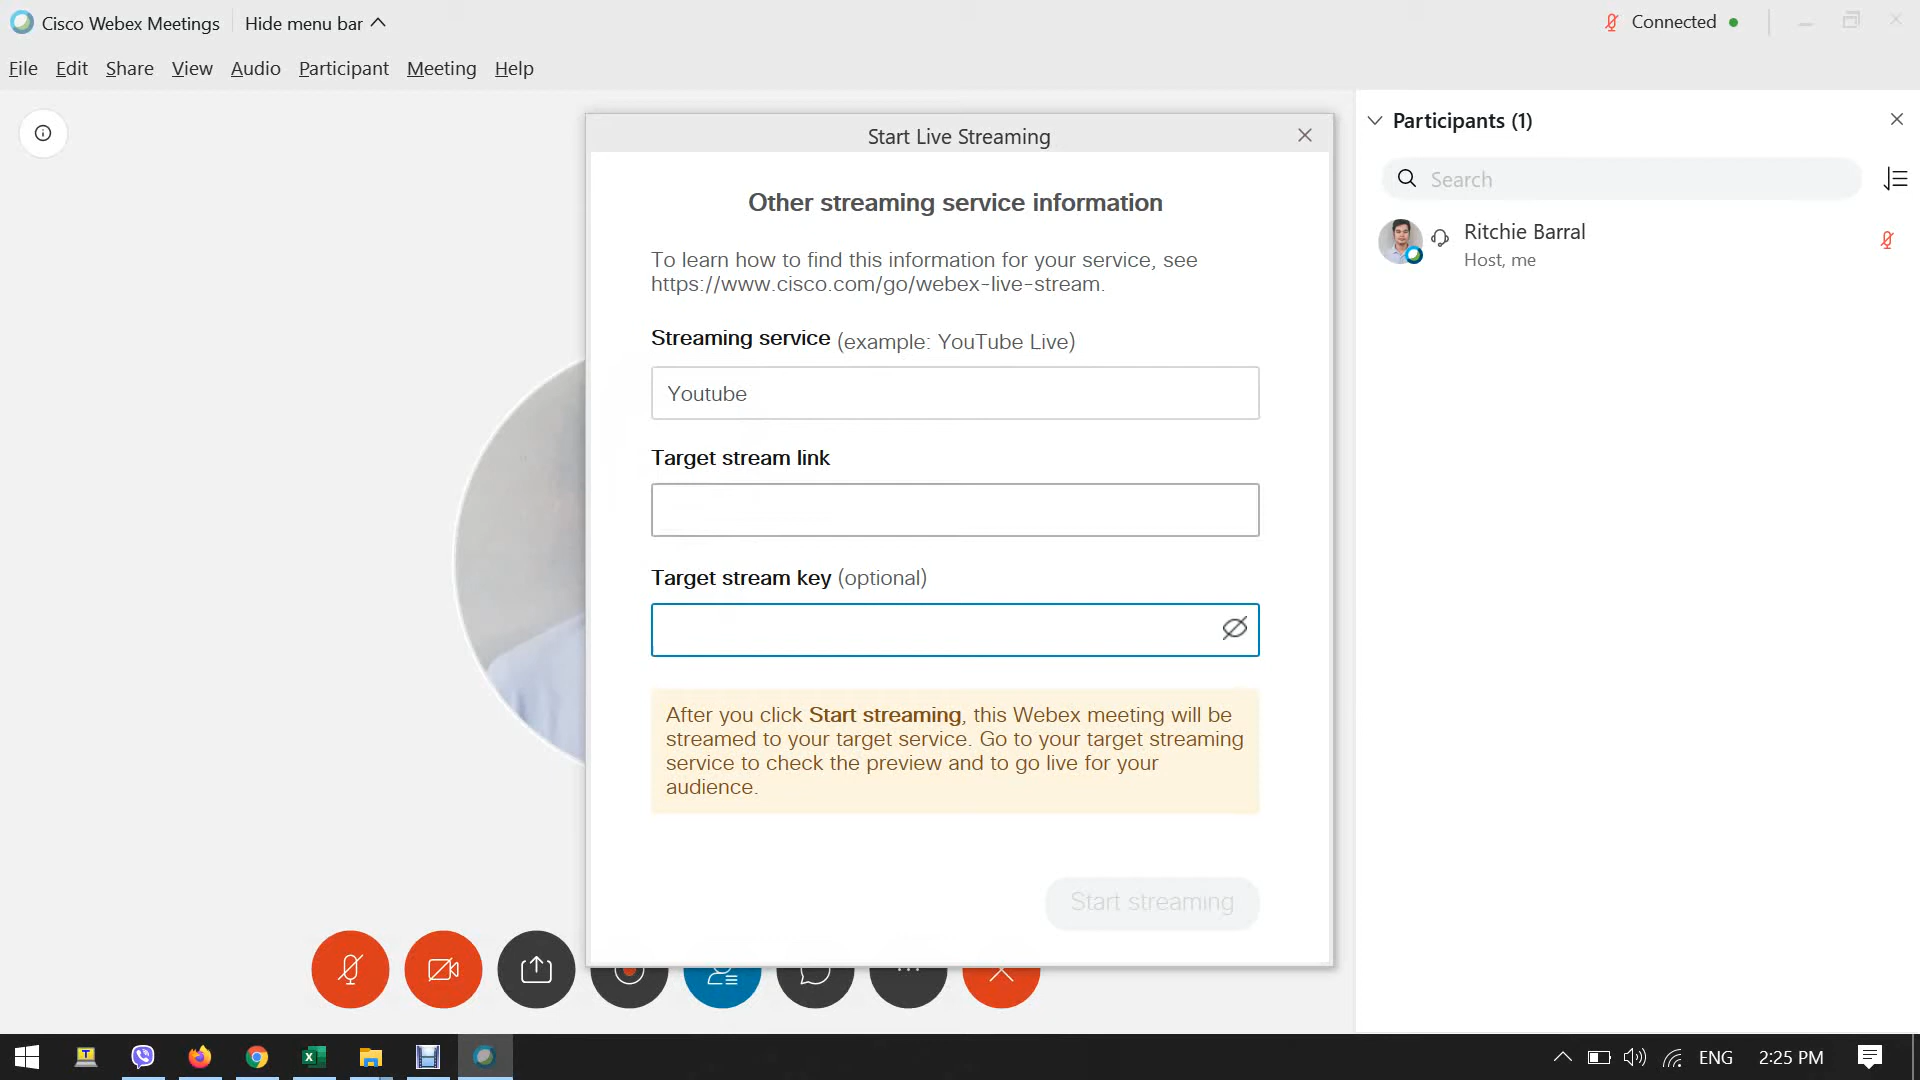 Cisco Webex Meetings
Hide menu bar
Connected
File Edit Share View Audio Participant Meeting Help
Start Live Streaming
Other streaming service information
To learn how to find this information for your service, see
https://www.cisco.com/go/webex-live-stream.
Streaming service (example: YouTube Live)
Youtube
Target stream link
Target stream key (optional)
After you click Start streaming, this Webex meeting will be
streamed to your target service. Go to your target streaming
service to check the preview and to go live for your
audience.
Start streaming
Participants (1)
Search
Ritchie Barral
Host, me
T
X
ENG
2:25 PM